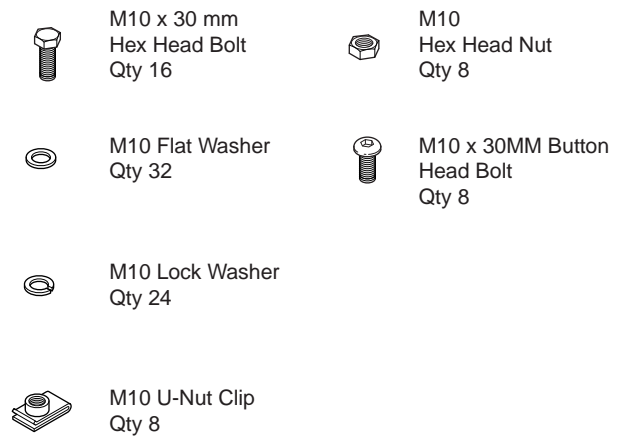 M10 x 30 mm
Hex Head Bolt
Qty 16
M10 Flat Washer
Qty 32
M10 Lock Washer
Qty 24
M10 U-Nut Clip
Qty 8
M10
Hex Head Nut
Qty 8
M10 x 30MM Button
Head Bolt
Qty 8